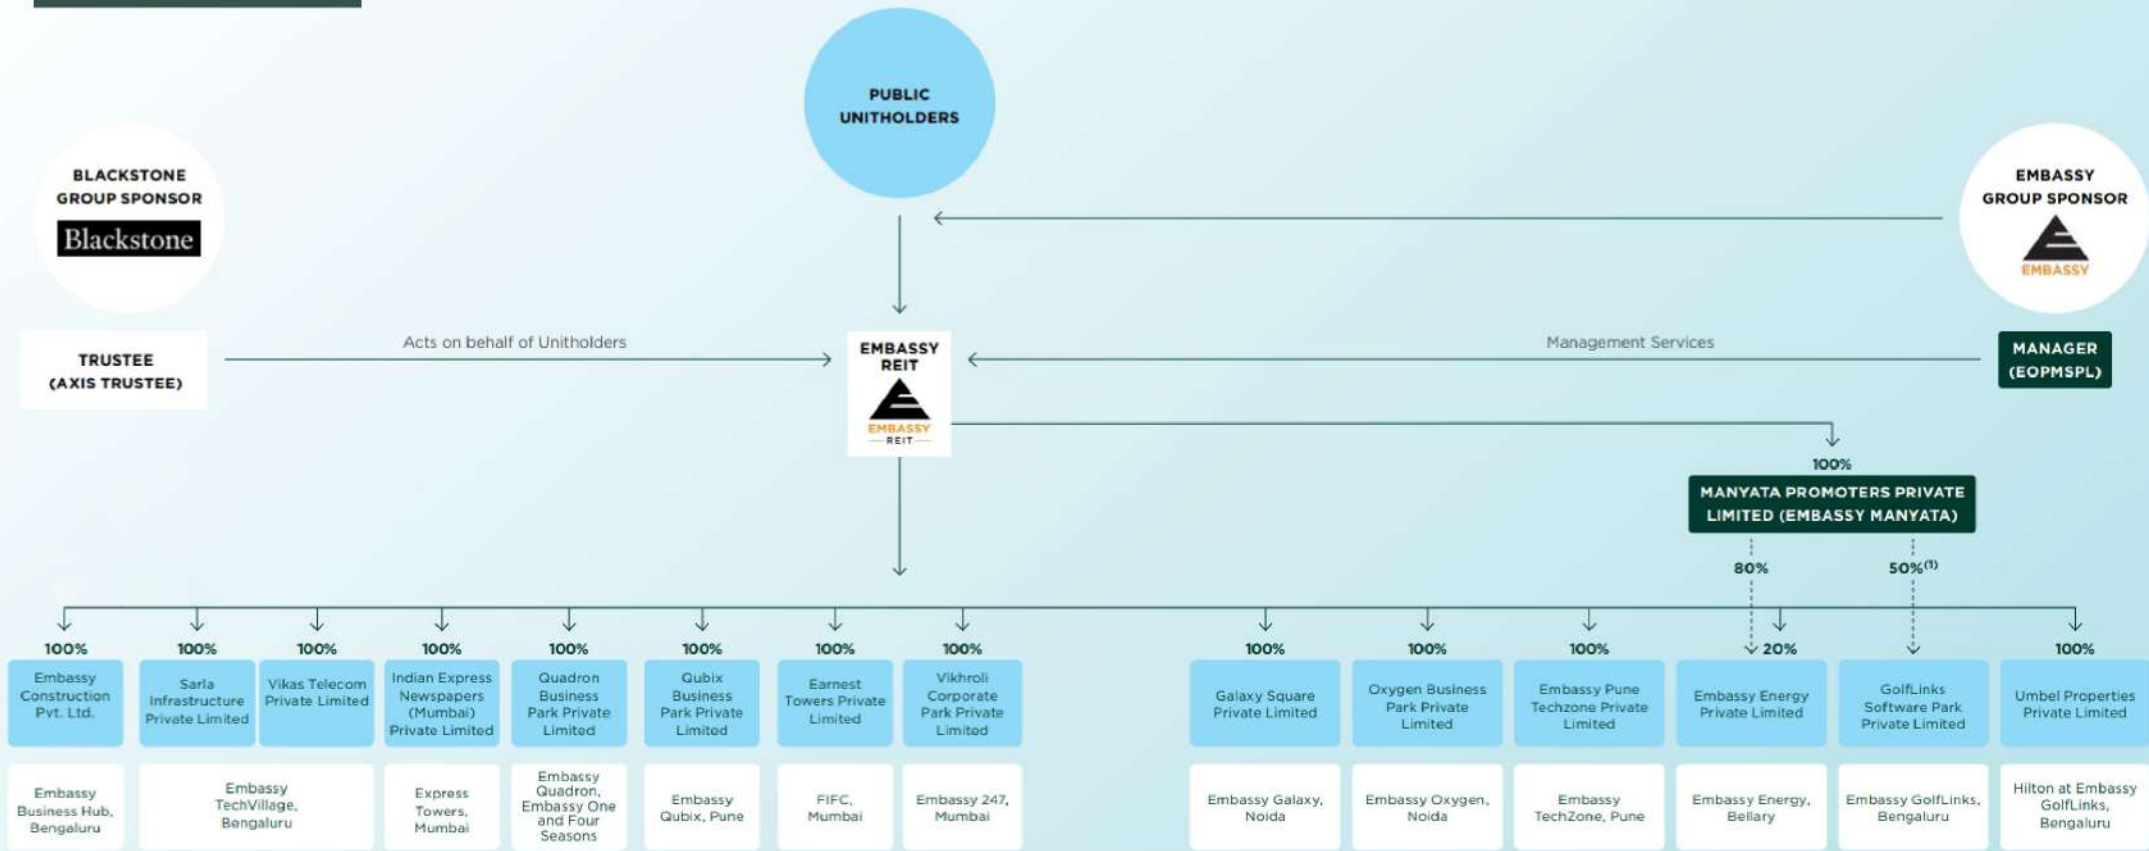 PUBLIC
UNITHOLDERS
BLACKSTONE
GROUP SPONSOR
Blackstone
EMBASSY
GROUP SPONSOR
EMBASSY
TRUSTEE
(AXIS TRUSTEE)
Acts on behalf of Unitholders
EMBASSY
REIT
EMBASSY
REIT
Management Services
MANAGER
(EOPMSPL)
100%
MANYATA PROMOTERS PRIVATE
LIMITED (EMBASSY MANYATA)
80%
50%(1)
100%
Embassy
Construction
Pvt. Ltd.
Embassy
Business Hub,
Bengaluru
100%
Sarla
Infrastructure
Private Limited
100%
Vikas Telecom
Private Limited
Embassy
TechVillage,
Bengaluru
100%
Indian Express
Newspapers
(Mumbai)
Private Limited
Express
Towers,
Mumbai
100%
Quadron
Business
Park Private
Limited
Embassy
Quadron,
Embassy One
and Four
Seasons
100%
Qubix
Business
Park Private
Limited
Embassy
Qubix, Pune
100%
Earnest
Towers Private
Limited
FIFC,
Mumbai
100%
Vikhroli
Corporate
Park Private
Limited
Embassy 247,
Mumbai
100%
Galaxy Square
Private Limited
Embassy Galaxy,
Noida
100%
Oxygen Business
Park Private
Limited
Embassy Oxygen,
Noida
100%
Embassy Pune
Techzone Private
Limited
Embassy
TechZone, Pune
20%
Embassy Energy
Private Limited
Embassy Energy,
Bellary
GolfLinks
Software Park
Private Limited
Embassy GolfLinks,
Bengaluru
100%
Umbel Properties
Private Limited
Hilton at Embassy
GolfLinks,
Bengaluru